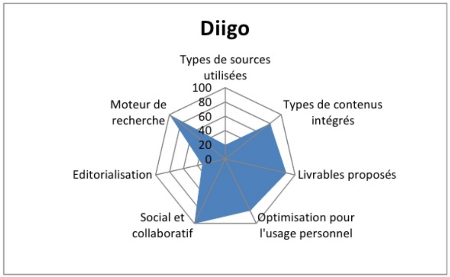 Diigo
Types de sources
utilisées
100
80
60
40
20
0
Types de contenus
intégrés
Livrables proposés
Optimisation pour
l'usage personnel
Social et
collaboratif
Editorialisation
Moteur de
recherche